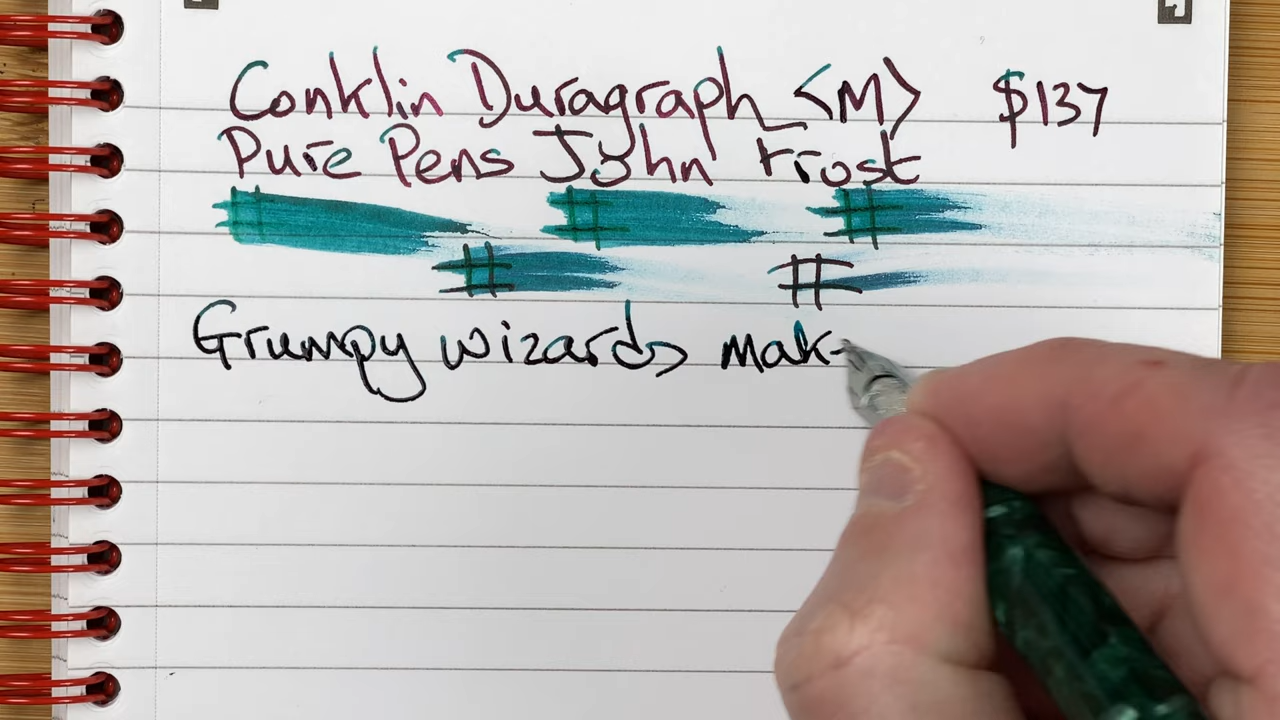 Conklin Duragraph <M> $137
Pure Pens John Frost
# # #
# #
Grumpy wizards mak